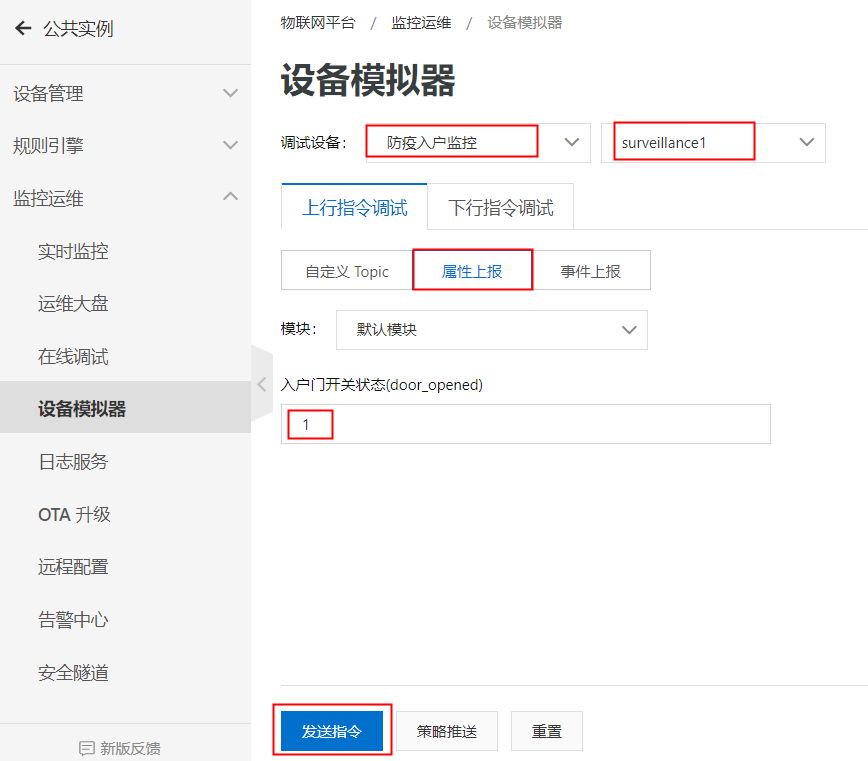 公共实例
设备管理
规则引擎
监控运维
实时监控
运维大盘
在线调试
设备模拟器
日志服务
OTA 升级
远程配置
告警中心
安全隧道
新版反馈
物联网平台 / 监控运维 / 设备模拟器
设备模拟器
调试设备： 防疫入户监控 surveillance1
上行指令调试 下行指令调试
自定义 Topic 属性上报 事件上报
模块： 默认模块
入户门开关状态(door_opened)
1
发送指令 策略推送 重置